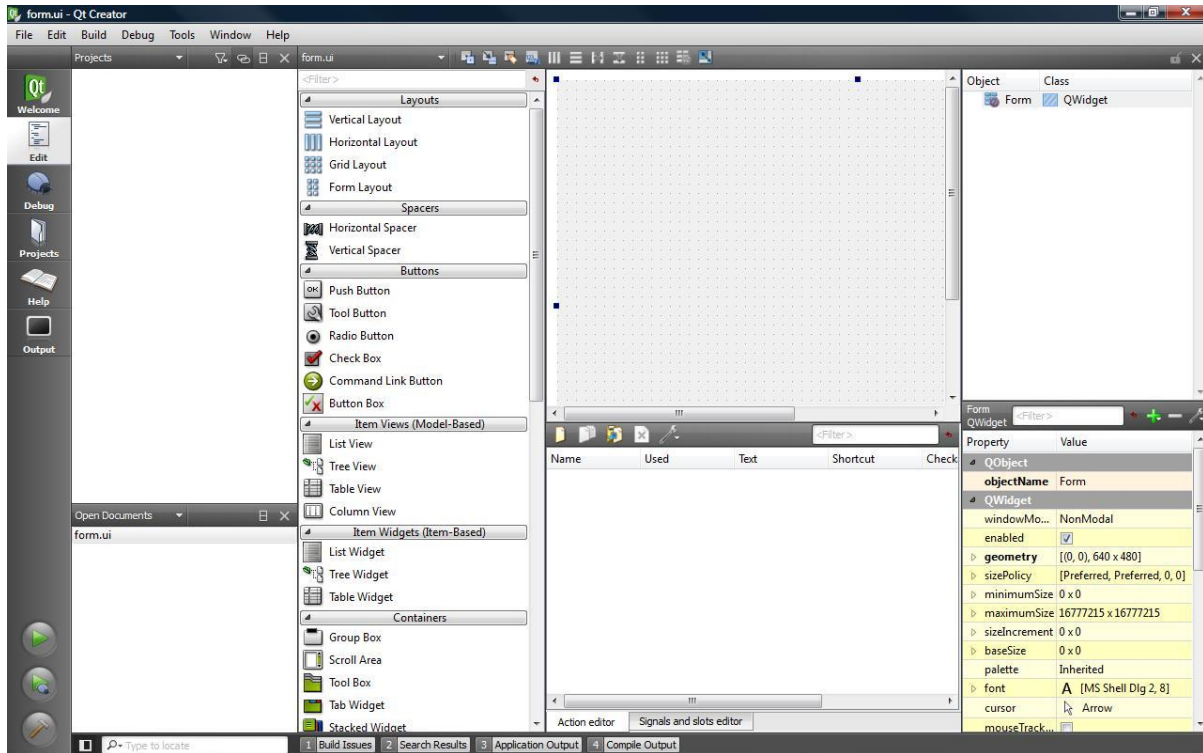 form.ui - Qt Creator
File Edit Build Debug Tools Window Help
Projects
form.ui
Qt
Welcome
Edit
Debug
Projects
Help
Output
Open Documents
form.ui
<Filter>
Layouts
Vertical Layout
Horizontal Layout
Grid Layout
Form Layout
Spacers
Horizontal Spacer
Vertical Spacer
Buttons
OK Push Button
Tool Button
Radio Button
Check Box
Command Link Button
Button Box
Item Views (Model-Based)
List View
Tree View
Table View
Column View
Item Widgets (Item-Based)
List Widget
Tree Widget
Table Widget
Containers
Group Box
Scroll Area
Tool Box
Tab Widget
Stacked Widget
<Filter>
Name Used Text Shortcut Check
Action editor Signals and slots editor
Object Class
Form QWidget
Form
QWidget
<Filter>
Property Value
QObject
objectName Form
QWidget
windowMo... NonModal
enabled
geometry [(0, 0), 640 x 480]
sizePolicy [Preferred, Preferred, 0, 0]
minimumSize 0 x 0
maximumSize 16777215 x 16777215
sizeIncrement 0 x 0
baseSize 0 x 0
palette Inherited
font A [MS Shell Dlg 2, 8]
cursor Arrow
mouseTrack...
Type to locate
1 Build Issues 2 Search Results 3 Application Output 4 Compile Output